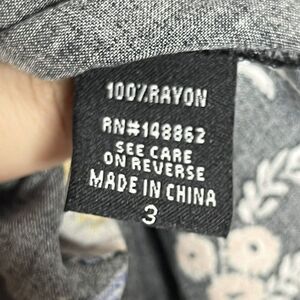 100%RAYON
RN#148862
SEE CARE
ON REVERSE
MADE IN CHINA
3